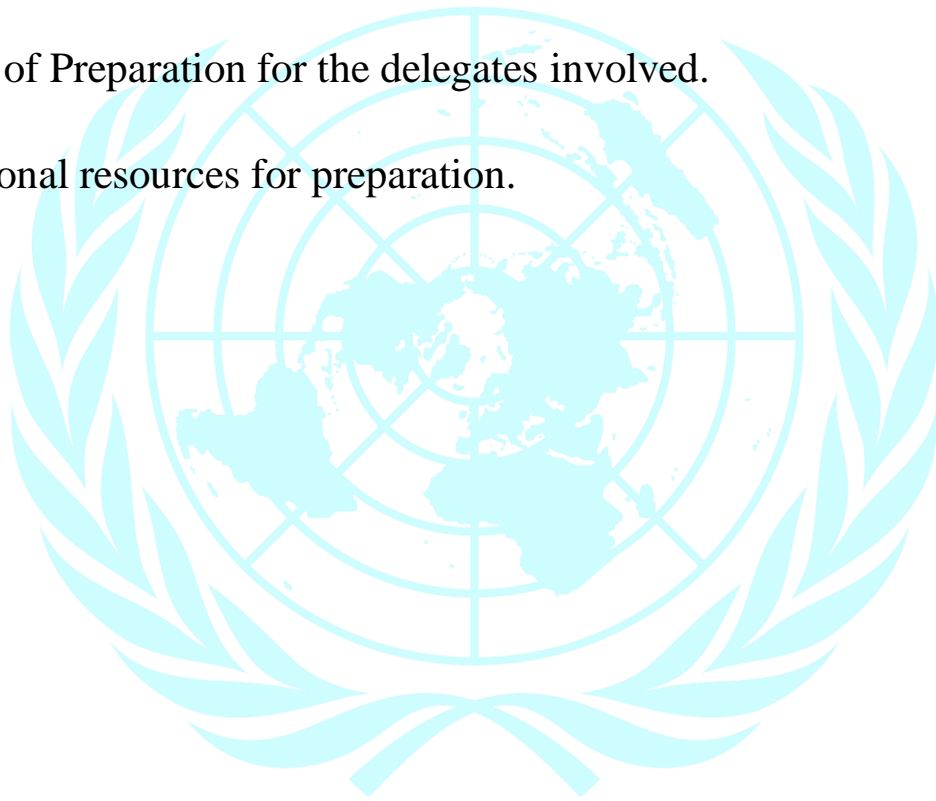 of Preparation for the delegates involved.
onal resources for preparation.